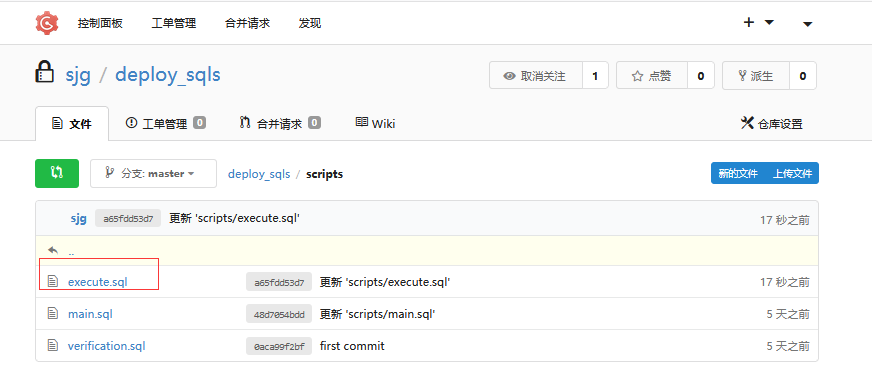 控制面板 工单管理 合并请求 发现
sjg / deploy_sqls 取消关注 1 点赞 0 派生 0
文件 工单管理 0 合并请求 0 Wiki 仓库设置
分支: master deploy_sqls / scripts 新的文件 上传文件
sjg a65fdd53d7 更新 'scripts/execute.sql' 17 秒之前
..
execute.sql a65fdd53d7 更新 'scripts/execute.sql' 17 秒之前
main.sql 48d7054bdd 更新 'scripts/main.sql' 5 天之前
verification.sql 0aca99f2bf first commit 5 天之前